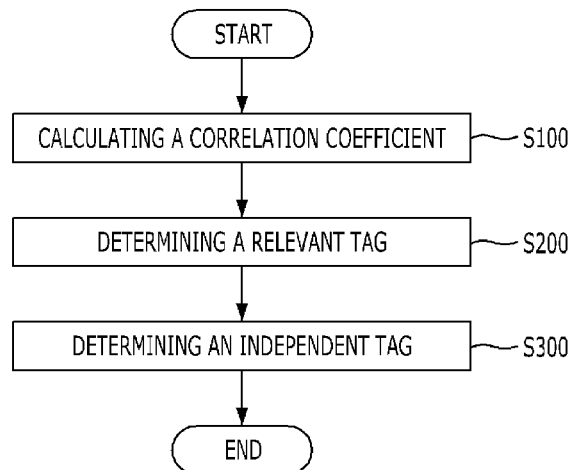 START
CALCULATING A CORRELATION COEFFICIENT
S100
DETERMINING A RELEVANT TAG
S200
DETERMINING AN INDEPENDENT TAG
S300
END